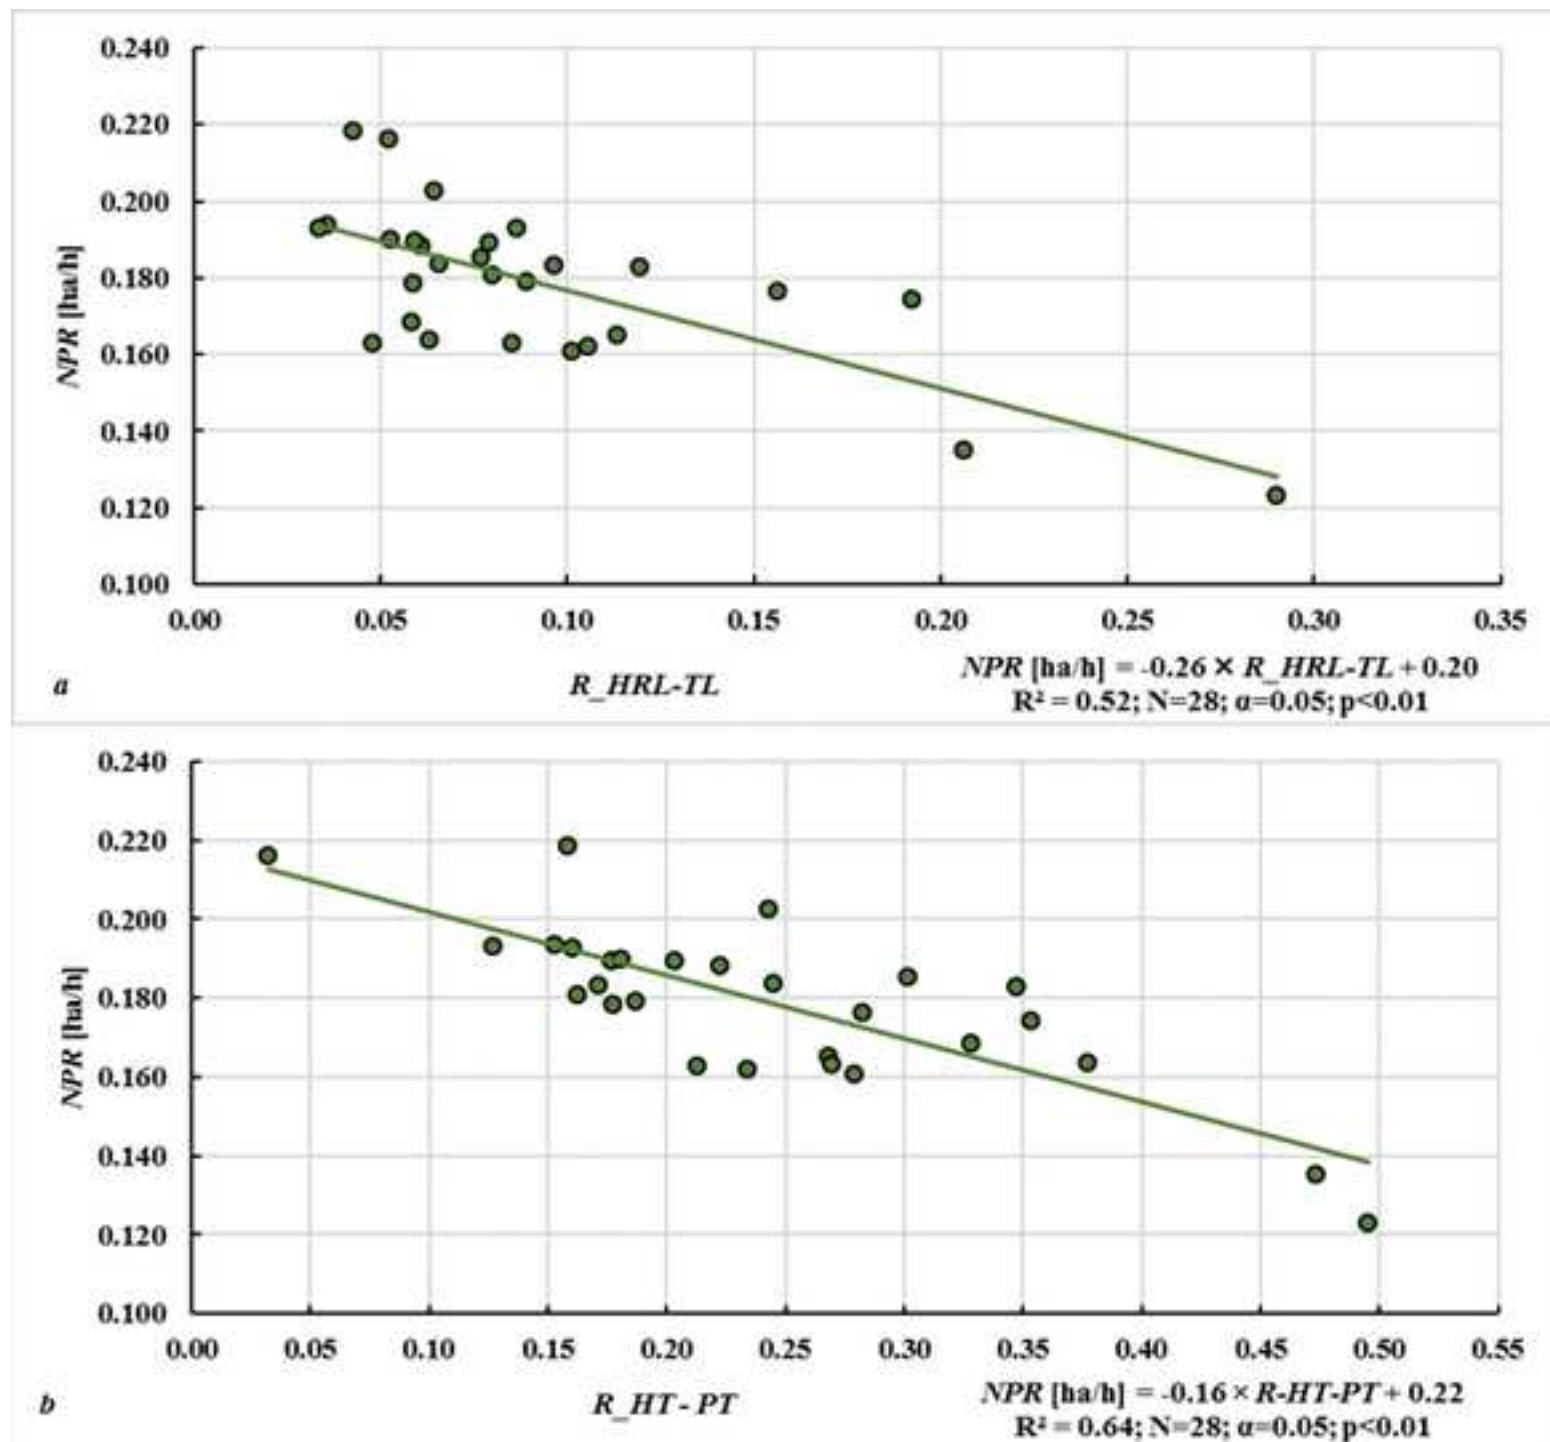 0.240
0.220
0.200
0.180
0.160
0.140
0.120
0.100
NPR [ha/h]
0.00 0.05 0.10 0.15 0.20 0.25 0.30 0.35
a
R_HRL-TL
NPR [ha/h] = -0.26 × R_HRL-TL + 0.20
R² = 0.52; N=28; α=0.05; p<0.01
0.240
0.220
0.200
0.180
0.160
0.140
0.120
0.100
NPR [ha/h]
0.00 0.05 0.10 0.15 0.20 0.25 0.30 0.35 0.40 0.45 0.50 0.55
b
R_HT - PT
NPR [ha/h] = -0.16 × R-HT-PT + 0.22
R² = 0.64; N=28; α=0.05; p<0.01